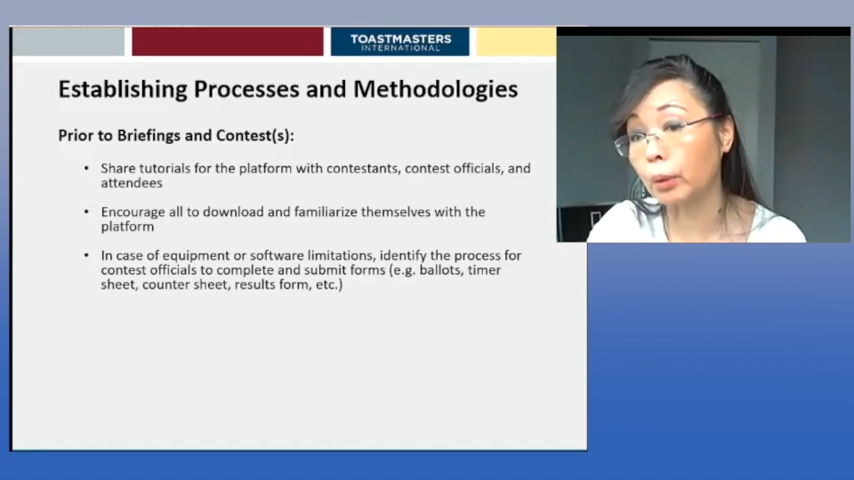 TOASTMASTERS
INTERNATIONAL
Establishing Processes and Methodologies
Prior to Briefings and Contest(s):
• Share tutorials for the platform with contestants, contest officials, and
attendees
• Encourage all to download and familiarize themselves with the
platform
• In case of equipment or software limitations, identify the process for
contest officials to complete and submit forms (e.g. ballots, timer
sheet, counter sheet, results form, etc.)